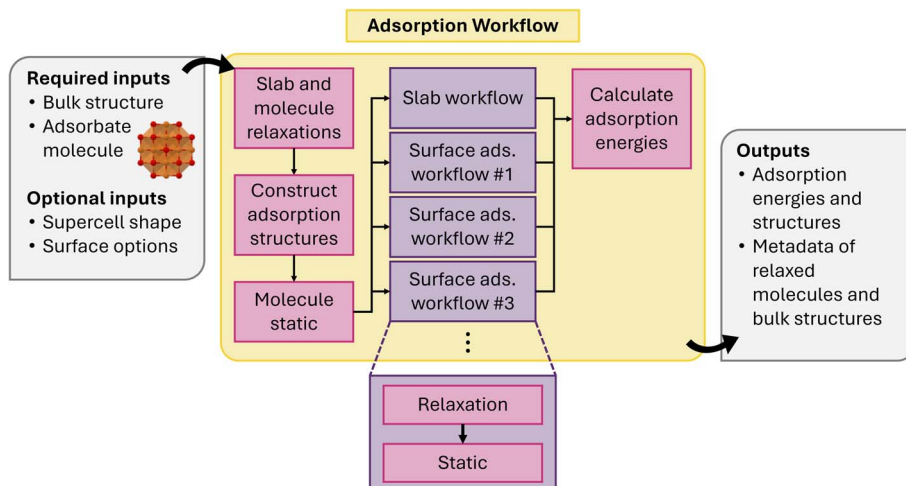 Adsorption Workflow
Required inputs
• Bulk structure
• Adsorbate
molecule
Optional inputs
• Supercell shape
• Surface options
Slab and
molecule
relaxations
Construct
adsorption
structures
Molecule
static
Slab workflow
Surface ads.
workflow #1
Surface ads.
workflow #2
Surface ads.
workflow #3
⋮
Relaxation
Static
Calculate
adsorption
energies
Outputs
• Adsorption
energies and
structures
• Metadata of
relaxed
molecules and
bulk structures